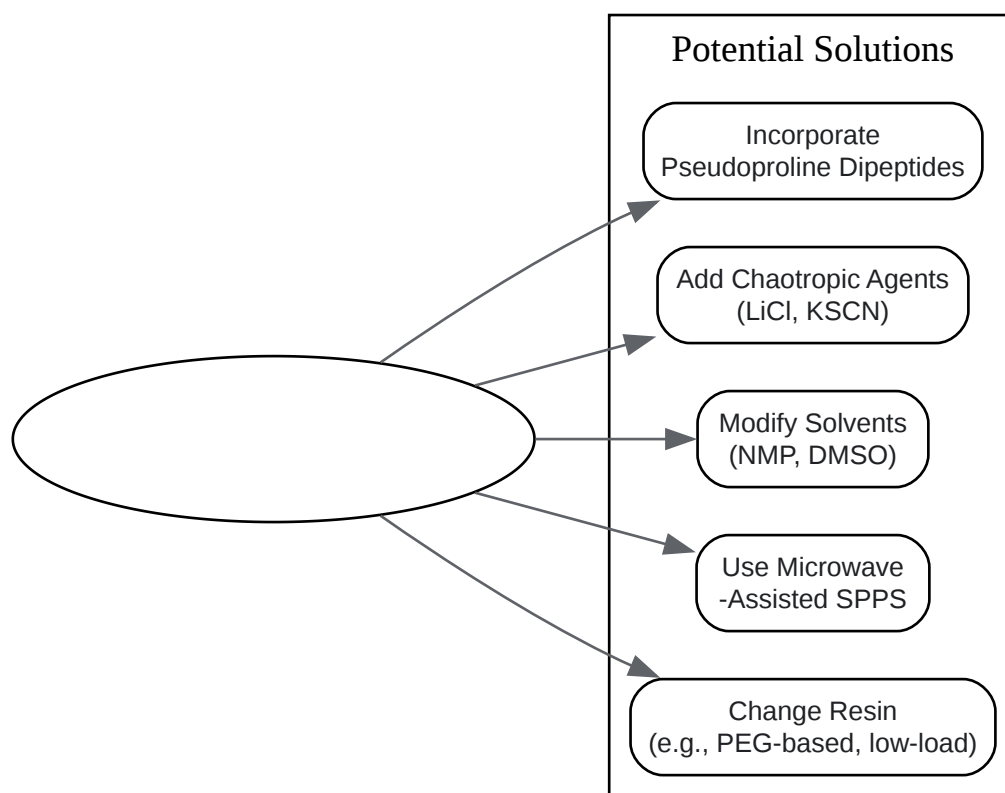 Potential Solutions
Incorporate
Pseudoproline Dipeptides
Add Chaotropic Agents
(LiCl, KSCN)
Modify Solvents
(NMP, DMSO)
Use Microwave
-Assisted SPPS
Change Resin
(e.g., PEG-based, low-load)